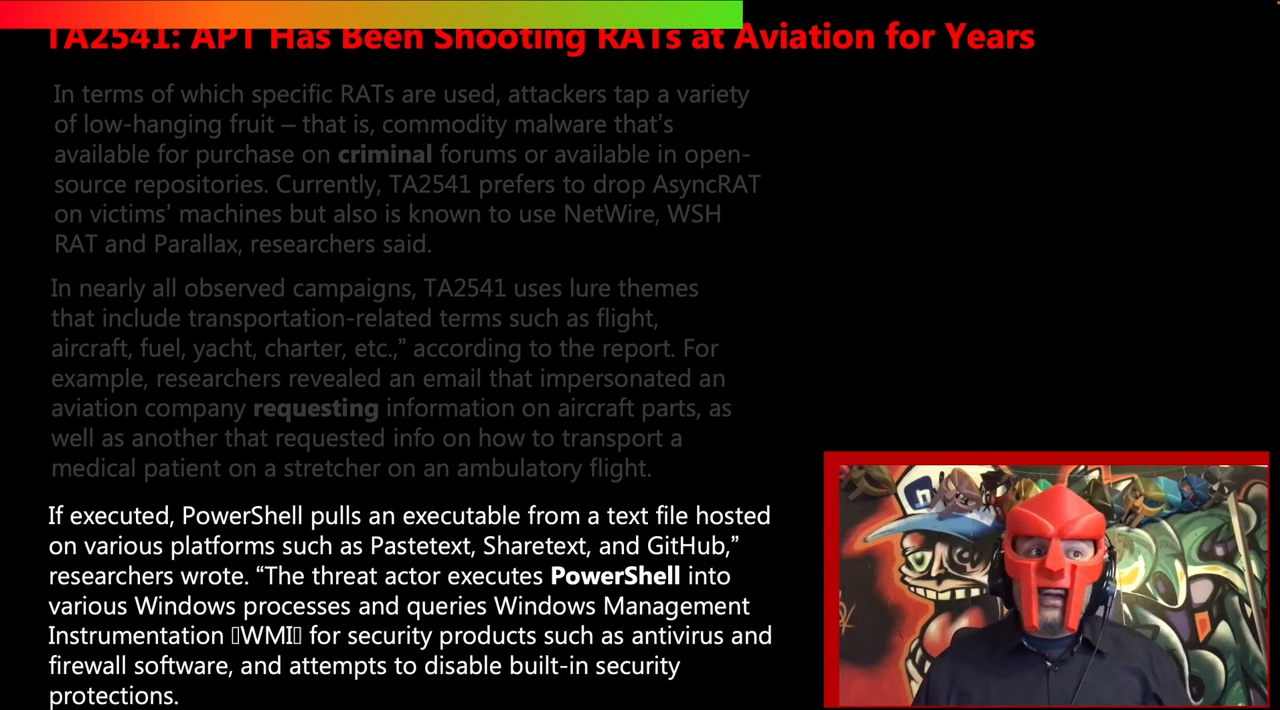 TA2541: APT Has Been Shooting RATs at Aviation for Years
In terms of which specific RATs are used, attackers tap a variety
of low-hanging fruit – that is, commodity malware that’s
available for purchase on criminal forums or available in open-
source repositories. Currently, TA2541 prefers to drop AsyncRAT
on victims’ machines but also is known to use NetWire, WSH
RAT and Parallax, researchers said.
In nearly all observed campaigns, TA2541 uses lure themes
that include transportation-related terms such as flight,
aircraft, fuel, yacht, charter, etc.,” according to the report. For
example, researchers revealed an email that impersonated an
aviation company requesting information on aircraft parts, as
well as another that requested info on how to transport a
medical patient on a stretcher on an ambulatory flight.
If executed, PowerShell pulls an executable from a text file hosted
on various platforms such as Pastetext, Sharetext, and GitHub,”
researchers wrote. “The threat actor executes PowerShell into
various Windows processes and queries Windows Management
Instrumentation ▯WMI▯ for security products such as antivirus and
firewall software, and attempts to disable built-in security
protections.
n